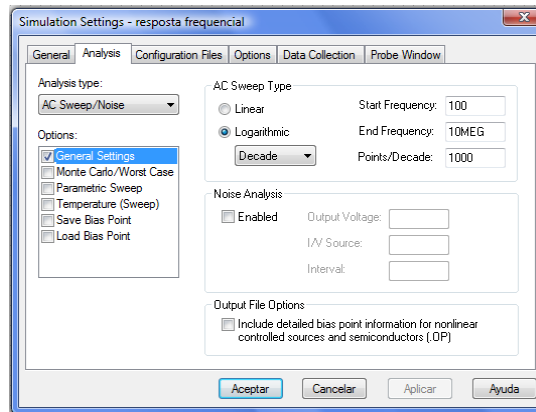 Simulation Settings - resposta frequencial
General Analysis Configuration Files Options Data Collection Probe Window
Analysis type:
AC Sweep/Noise
Options:
General Settings
Monte Carlo/Worst Case
Parametric Sweep
Temperature (Sweep)
Save Bias Point
Load Bias Point
AC Sweep Type
Linear
Logarithmic
Decade
Start Frequency: 100
End Frequency: 10MEG
Points/Decade: 1000
Noise Analysis
Enabled
Output Voltage:
I/V Source:
Interval:
Output File Options
Include detailed bias point information for nonlinear
controlled sources and semiconductors (.OP)
Aceptar Cancelar Aplicar Ayuda